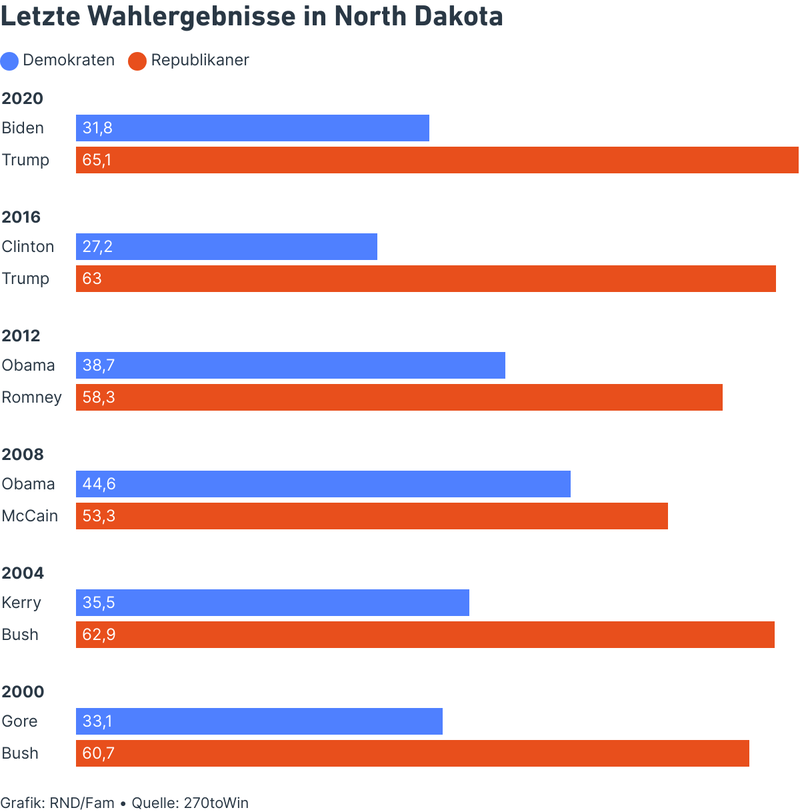 Letzte Wahlergebnisse in North Dakota
Demokraten Republikaner
2020
Biden 31,8
Trump 65,1
2016
Clinton 27,2
Trump 63
2012
Obama 38,7
Romney 58,3
2008
Obama 44,6
McCain 53,3
2004
Kerry 35,5
Bush 62,9
2000
Gore 33,1
Bush 60,7
Grafik: RND/Fam • Quelle: 270toWin